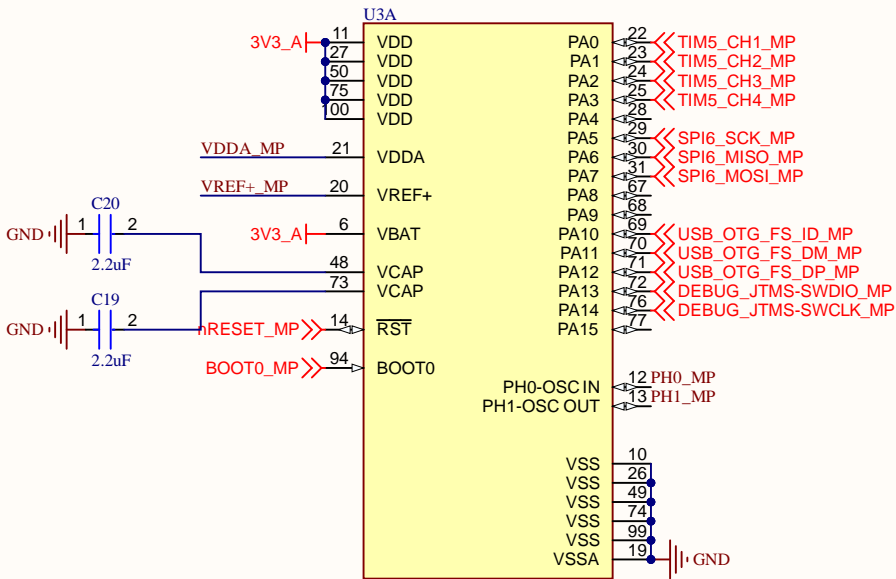 U3A
3V3_A 11 VDD PA0 22 TIM5_CH1_MP
27 VDD PA1 23 TIM5_CH2_MP
50 VDD PA2 24 TIM5_CH3_MP
75 VDD PA3 25 TIM5_CH4_MP
100 VDD PA4 28
PA5 29 SPI6_SCK_MP
VDDA_MP 21 VDDA PA6 30 SPI6_MISO_MP
PA7 31 SPI6_MOSI_MP
VREF+_MP 20 VREF+ PA8 67
PA9 68
C20
GND 1 2 3V3_A 6 VBAT PA10 69 USB_OTG_FS_ID_MP
PA11 70 USB_OTG_FS_DM_MP
2.2uF 48 VCAP PA12 71 USB_OTG_FS_DP_MP
73 VCAP PA13 72 DEBUG_JTMS-SWDIO_MP
C19
PA14 76 DEBUG_JTMS-SWCLK_MP
GND 1 2 nRESET_MP 14 RST PA15 77
2.2uF
BOOT0_MP 94 BOOT0
PH0-OSC IN 12 PH0_MP
PH1-OSC OUT 13 PH1_MP
VSS 10
VSS 26
VSS 49
VSS 74
VSS 99
VSSA 19 GND